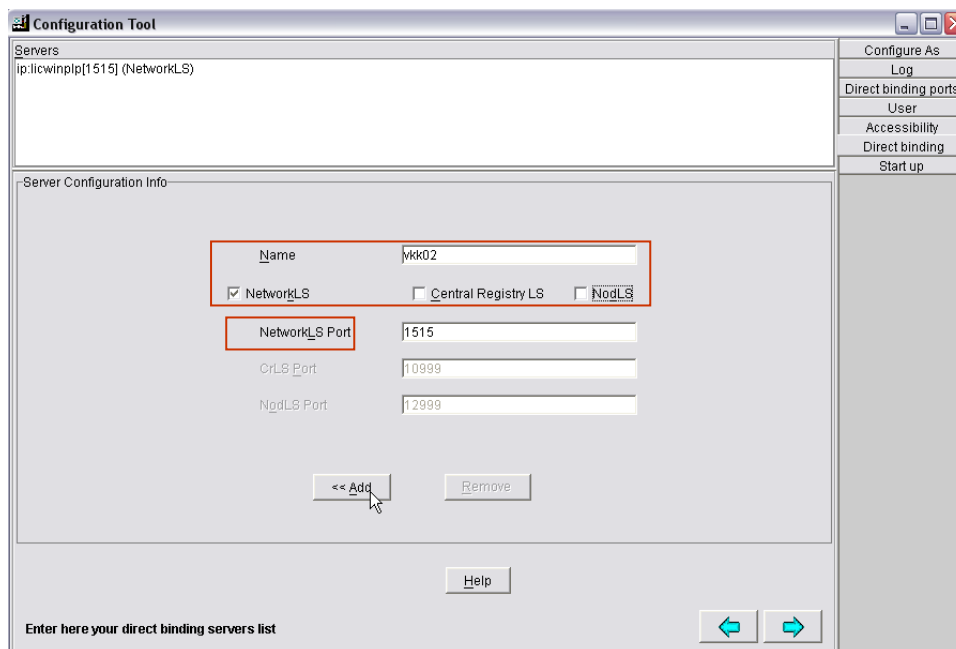 Configuration Tool
Servers
ip:licwinplp[1515] (NetworkLS)
Configure As
Log
Direct binding ports
User
Accessibility
Direct binding
Start up
Server Configuration Info
Name vkk02
NetworkLS Central Registry LS NodLS
NetworkLS Port 1515
CrLS Port 10999
NodLS Port 12999
<< Add Remove
Help
Enter here your direct binding servers list